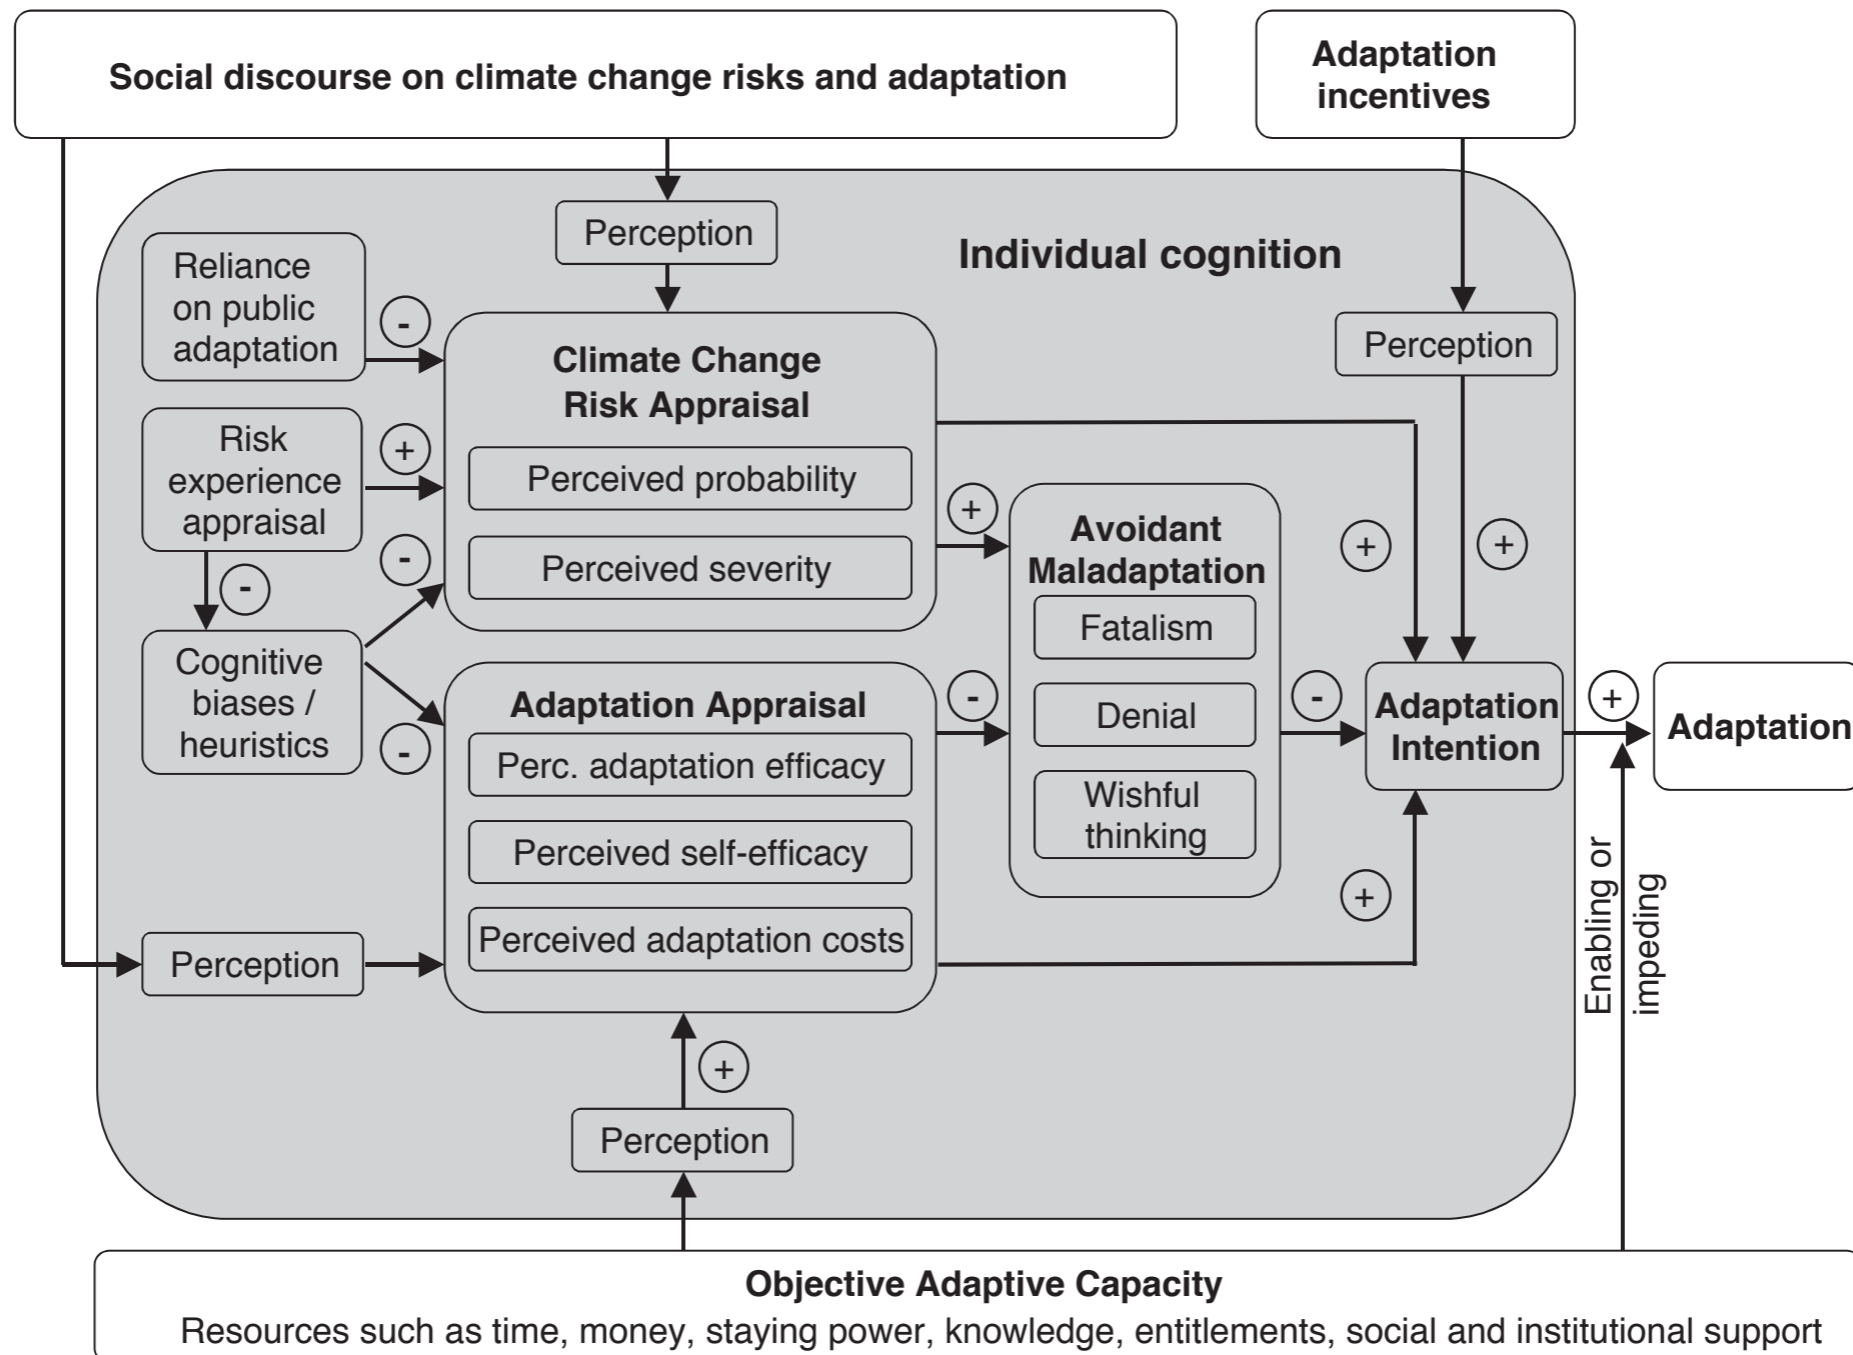 Social discourse on climate change risks and adaptation
Adaptation
incentives
Perception
Individual cognition
Reliance
on public
adaptation
-
Perception
Climate Change
Risk Appraisal
Risk
experience
appraisal
+
Perceived probability
-
Perceived severity
-
+
Avoidant
Maladaptation
Fatalism
Denial
Wishful
thinking
+
+
Cognitive
biases /
heuristics
-
Adaptation Appraisal
Perc. adaptation efficacy
Perceived self-efficacy
Perceived adaptation costs
-
-
Adaptation
Intention
+
Adaptation
+
Perception
Enabling or
impeding
+
Perception
Objective Adaptive Capacity
Resources such as time, money, staying power, knowledge, entitlements, social and institutional support